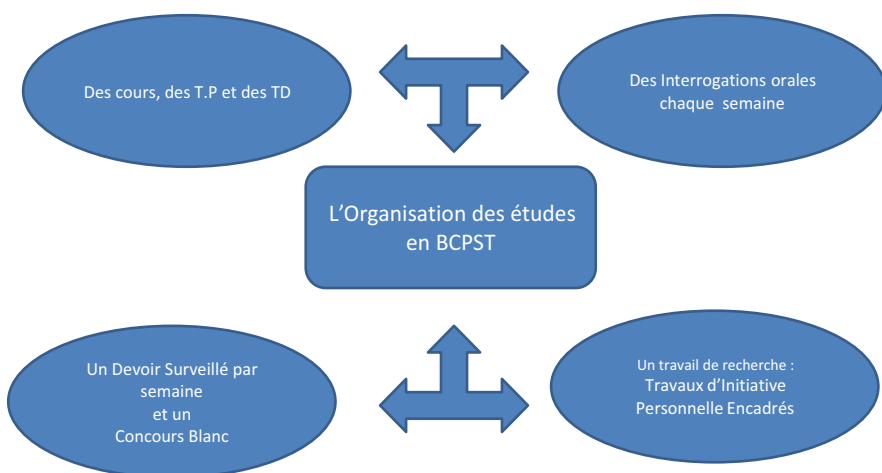 Des cours, des T.P et des TD
Des Interrogations orales
chaque semaine
L'Organisation des études
en BCPST
Un Devoir Surveillé par
semaine
et un
Concours Blanc
Un travail de recherche :
Travaux d'Initiative
Personnelle Encadrés